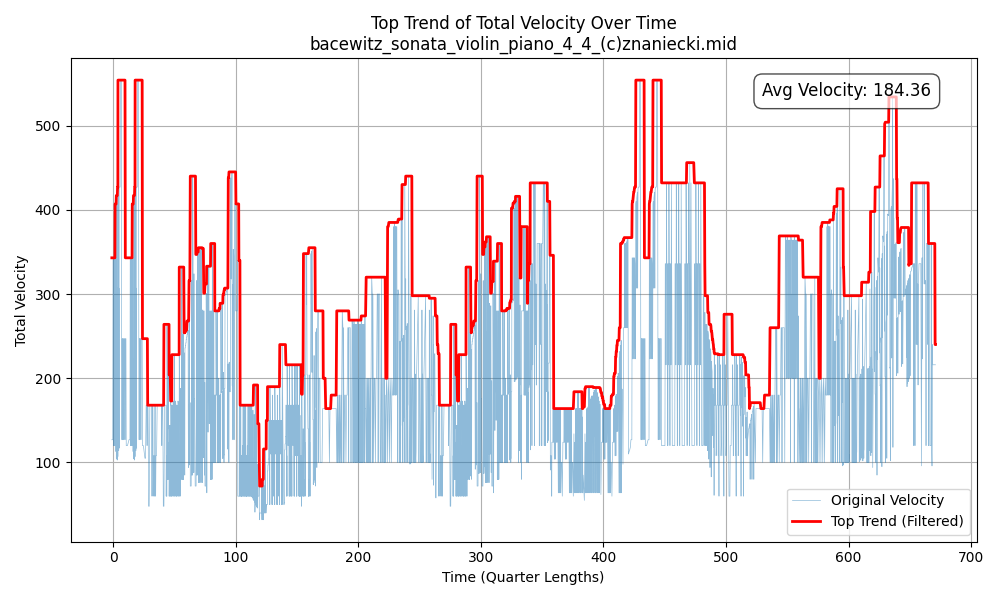 Top Trend of Total Velocity Over Time
bacewitz_sonata_violin_piano_4_4_(c)znaniecki.mid
Avg Velocity: 184.36
Total Velocity
500
400
300
200
100
Original Velocity
Top Trend (Filtered)
0 100 200 300 400 500 600 700
Time (Quarter Lengths)